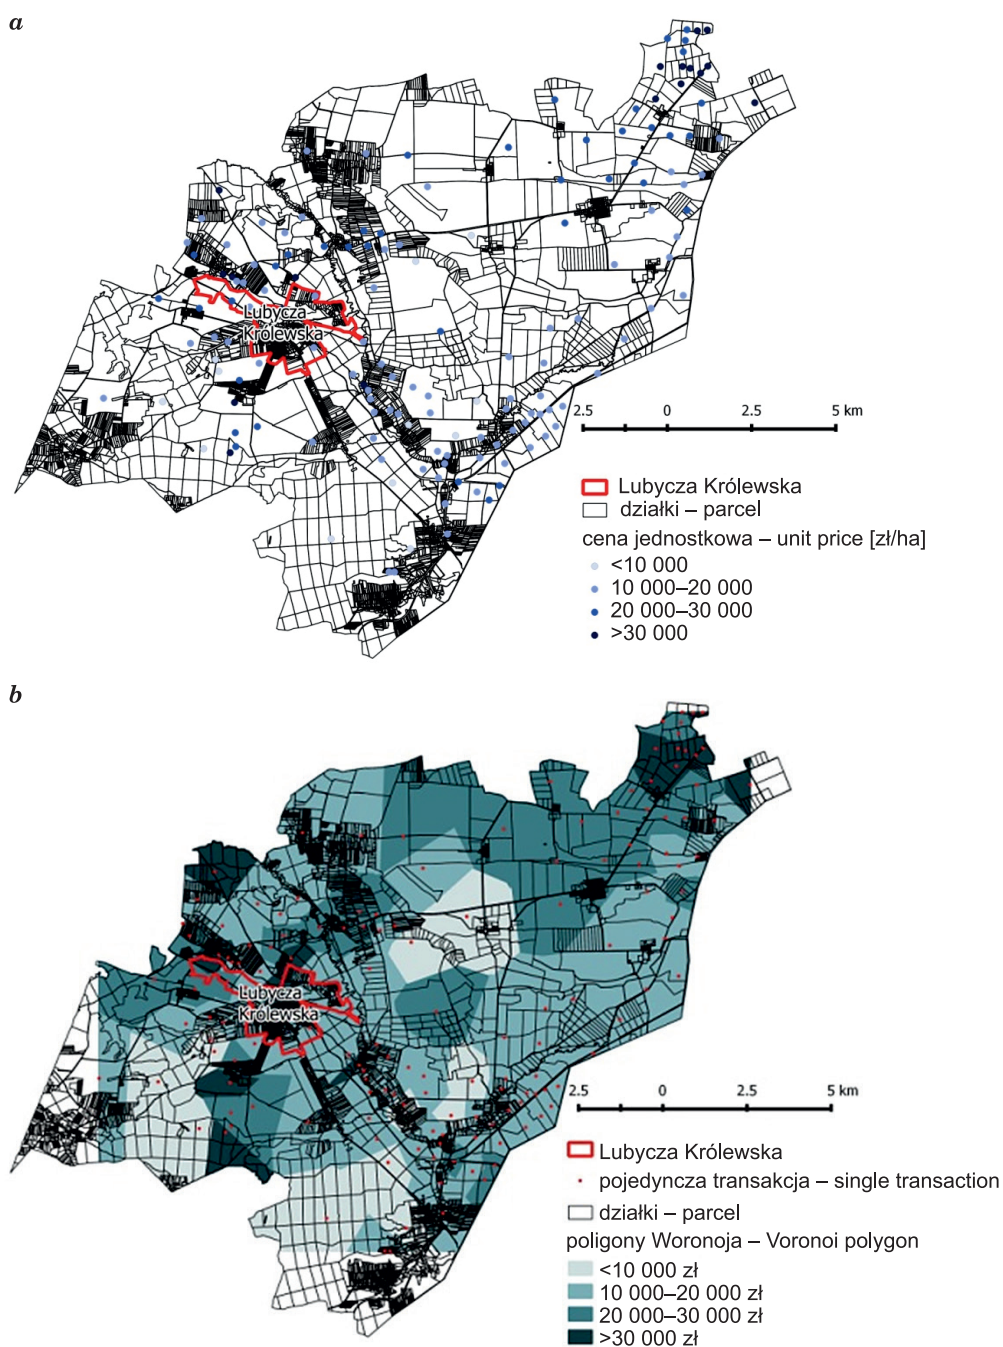 a
Lubycza
Królewska
2.5 0 2.5 5 km
Lubycza Królewska
działki – parcel
cena jednostkowa – unit price [zł/ha]
<10 000
10 000–20 000
20 000–30 000
>30 000
b
Lubycza
Królewska
2.5 0 2.5 5 km
Lubycza Królewska
pojedyncza transakcja – single transaction
działki – parcel
poligony Woronoja – Voronoi polygon
<10 000 zł
10 000–20 000 zł
20 000–30 000 zł
>30 000 zł